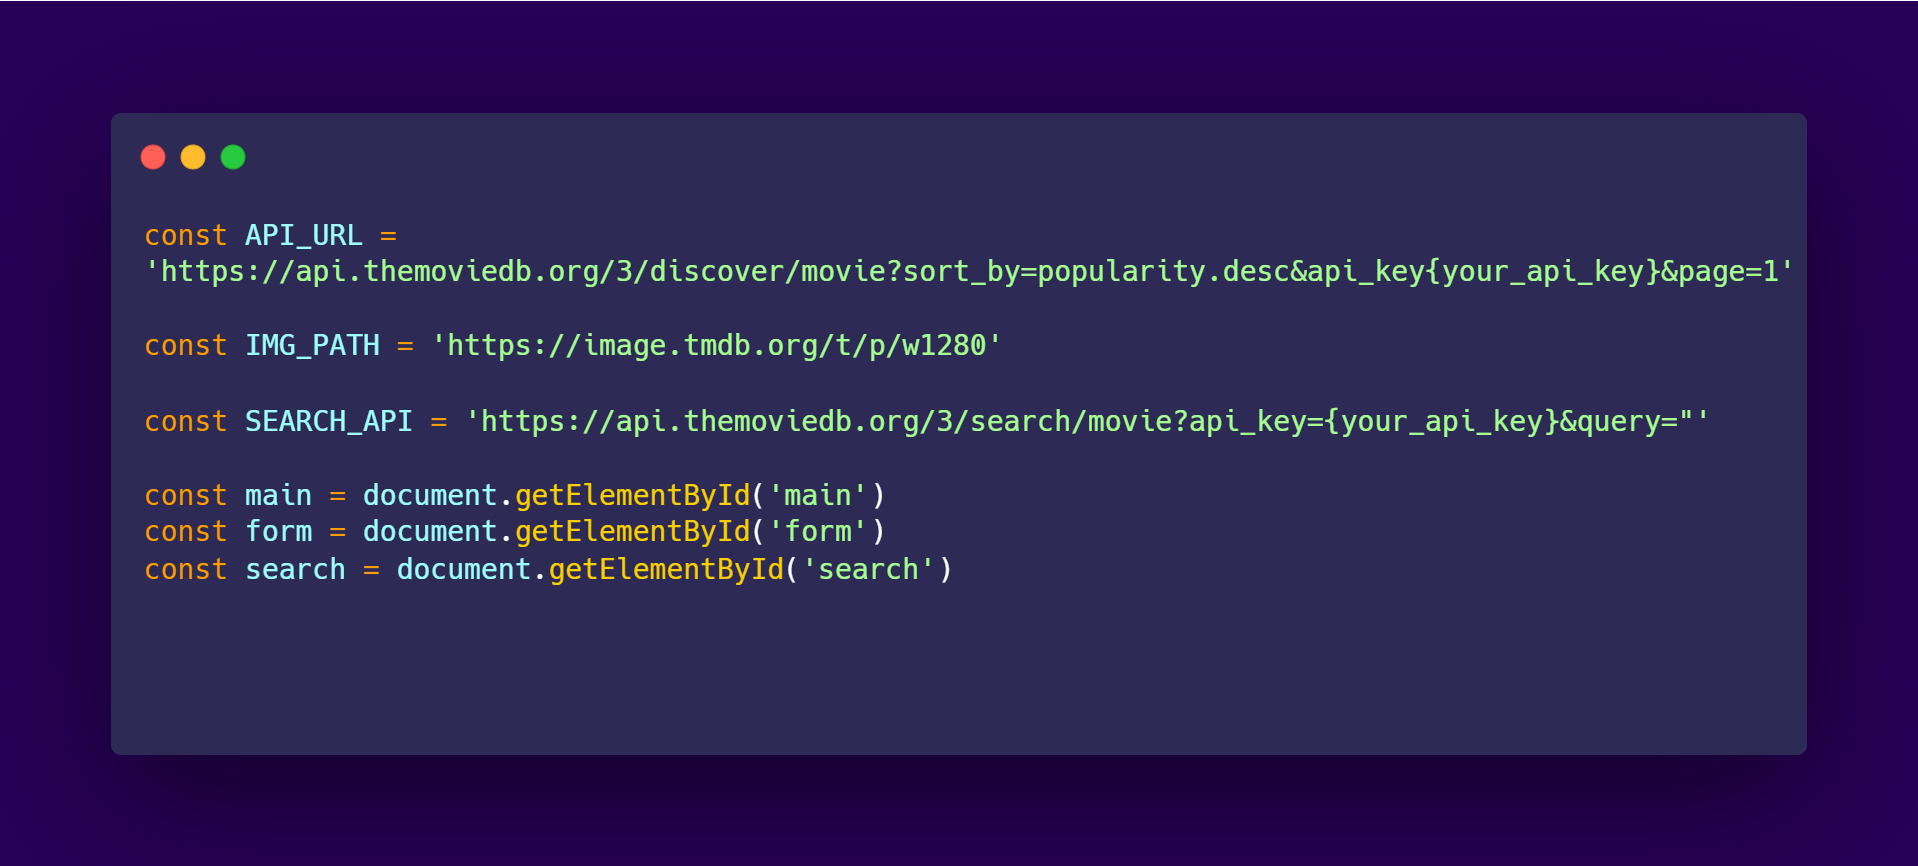 const API_URL =
'https://api.themoviedb.org/3/discover/movie?sort_by=popularity.desc&api_key{your_api_key}&page=1'
const IMG_PATH = 'https://image.tmdb.org/t/p/w1280'
const SEARCH_API = 'https://api.themoviedb.org/3/search/movie?api_key={your_api_key}&query="'
const main = document.getElementById('main')
const form = document.getElementById('form')
const search = document.getElementById('search')